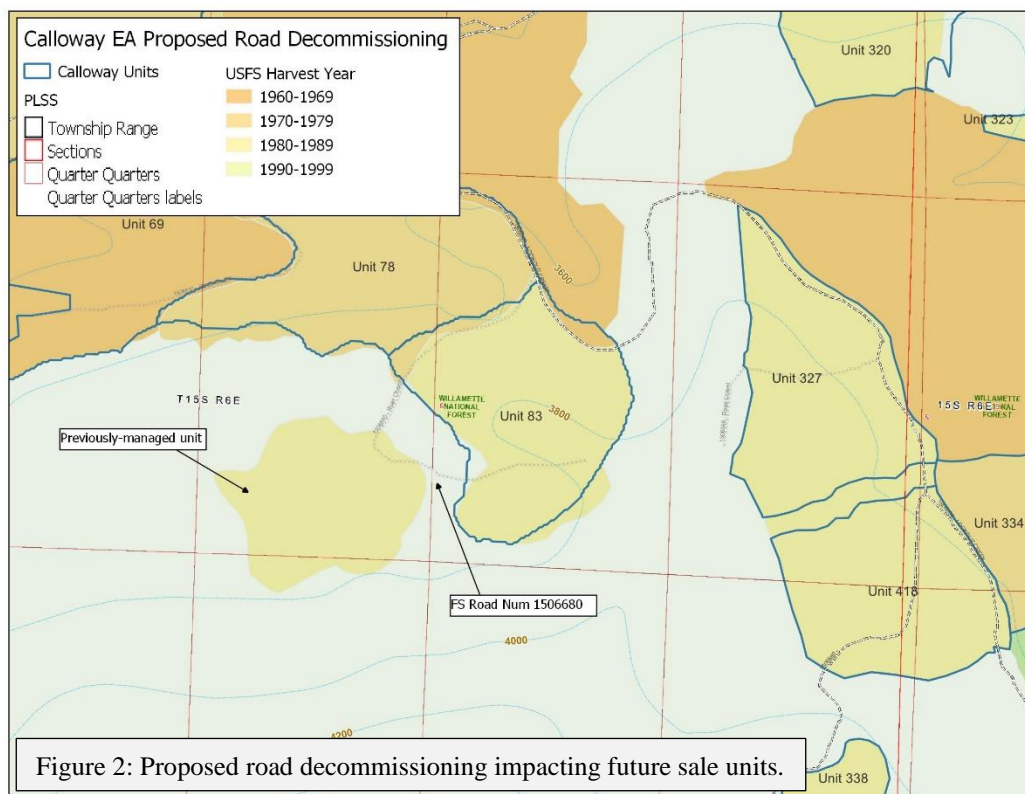 Calloway EA Proposed Road Decommissioning
Calloway Units
PLSS
Township Range
Sections
Quarter Quarters
Quarter Quarters labels
USFS Harvest Year
1960-1969
1970-1979
1980-1989
1990-1999
Unit 320
Unit 323
Unit 69
Unit 78
3600
Unit 327
T15S R6E
WILLAMETTE
NATIONAL
FOREST
3800
Unit 83
15S R6E
WILLAMETTE
FOREST
Previously-managed unit
Unit 334
FS Road Num 1506680
Unit 418
4000
4200
Unit 338
Figure 2: Proposed road decommissioning impacting future sale units.